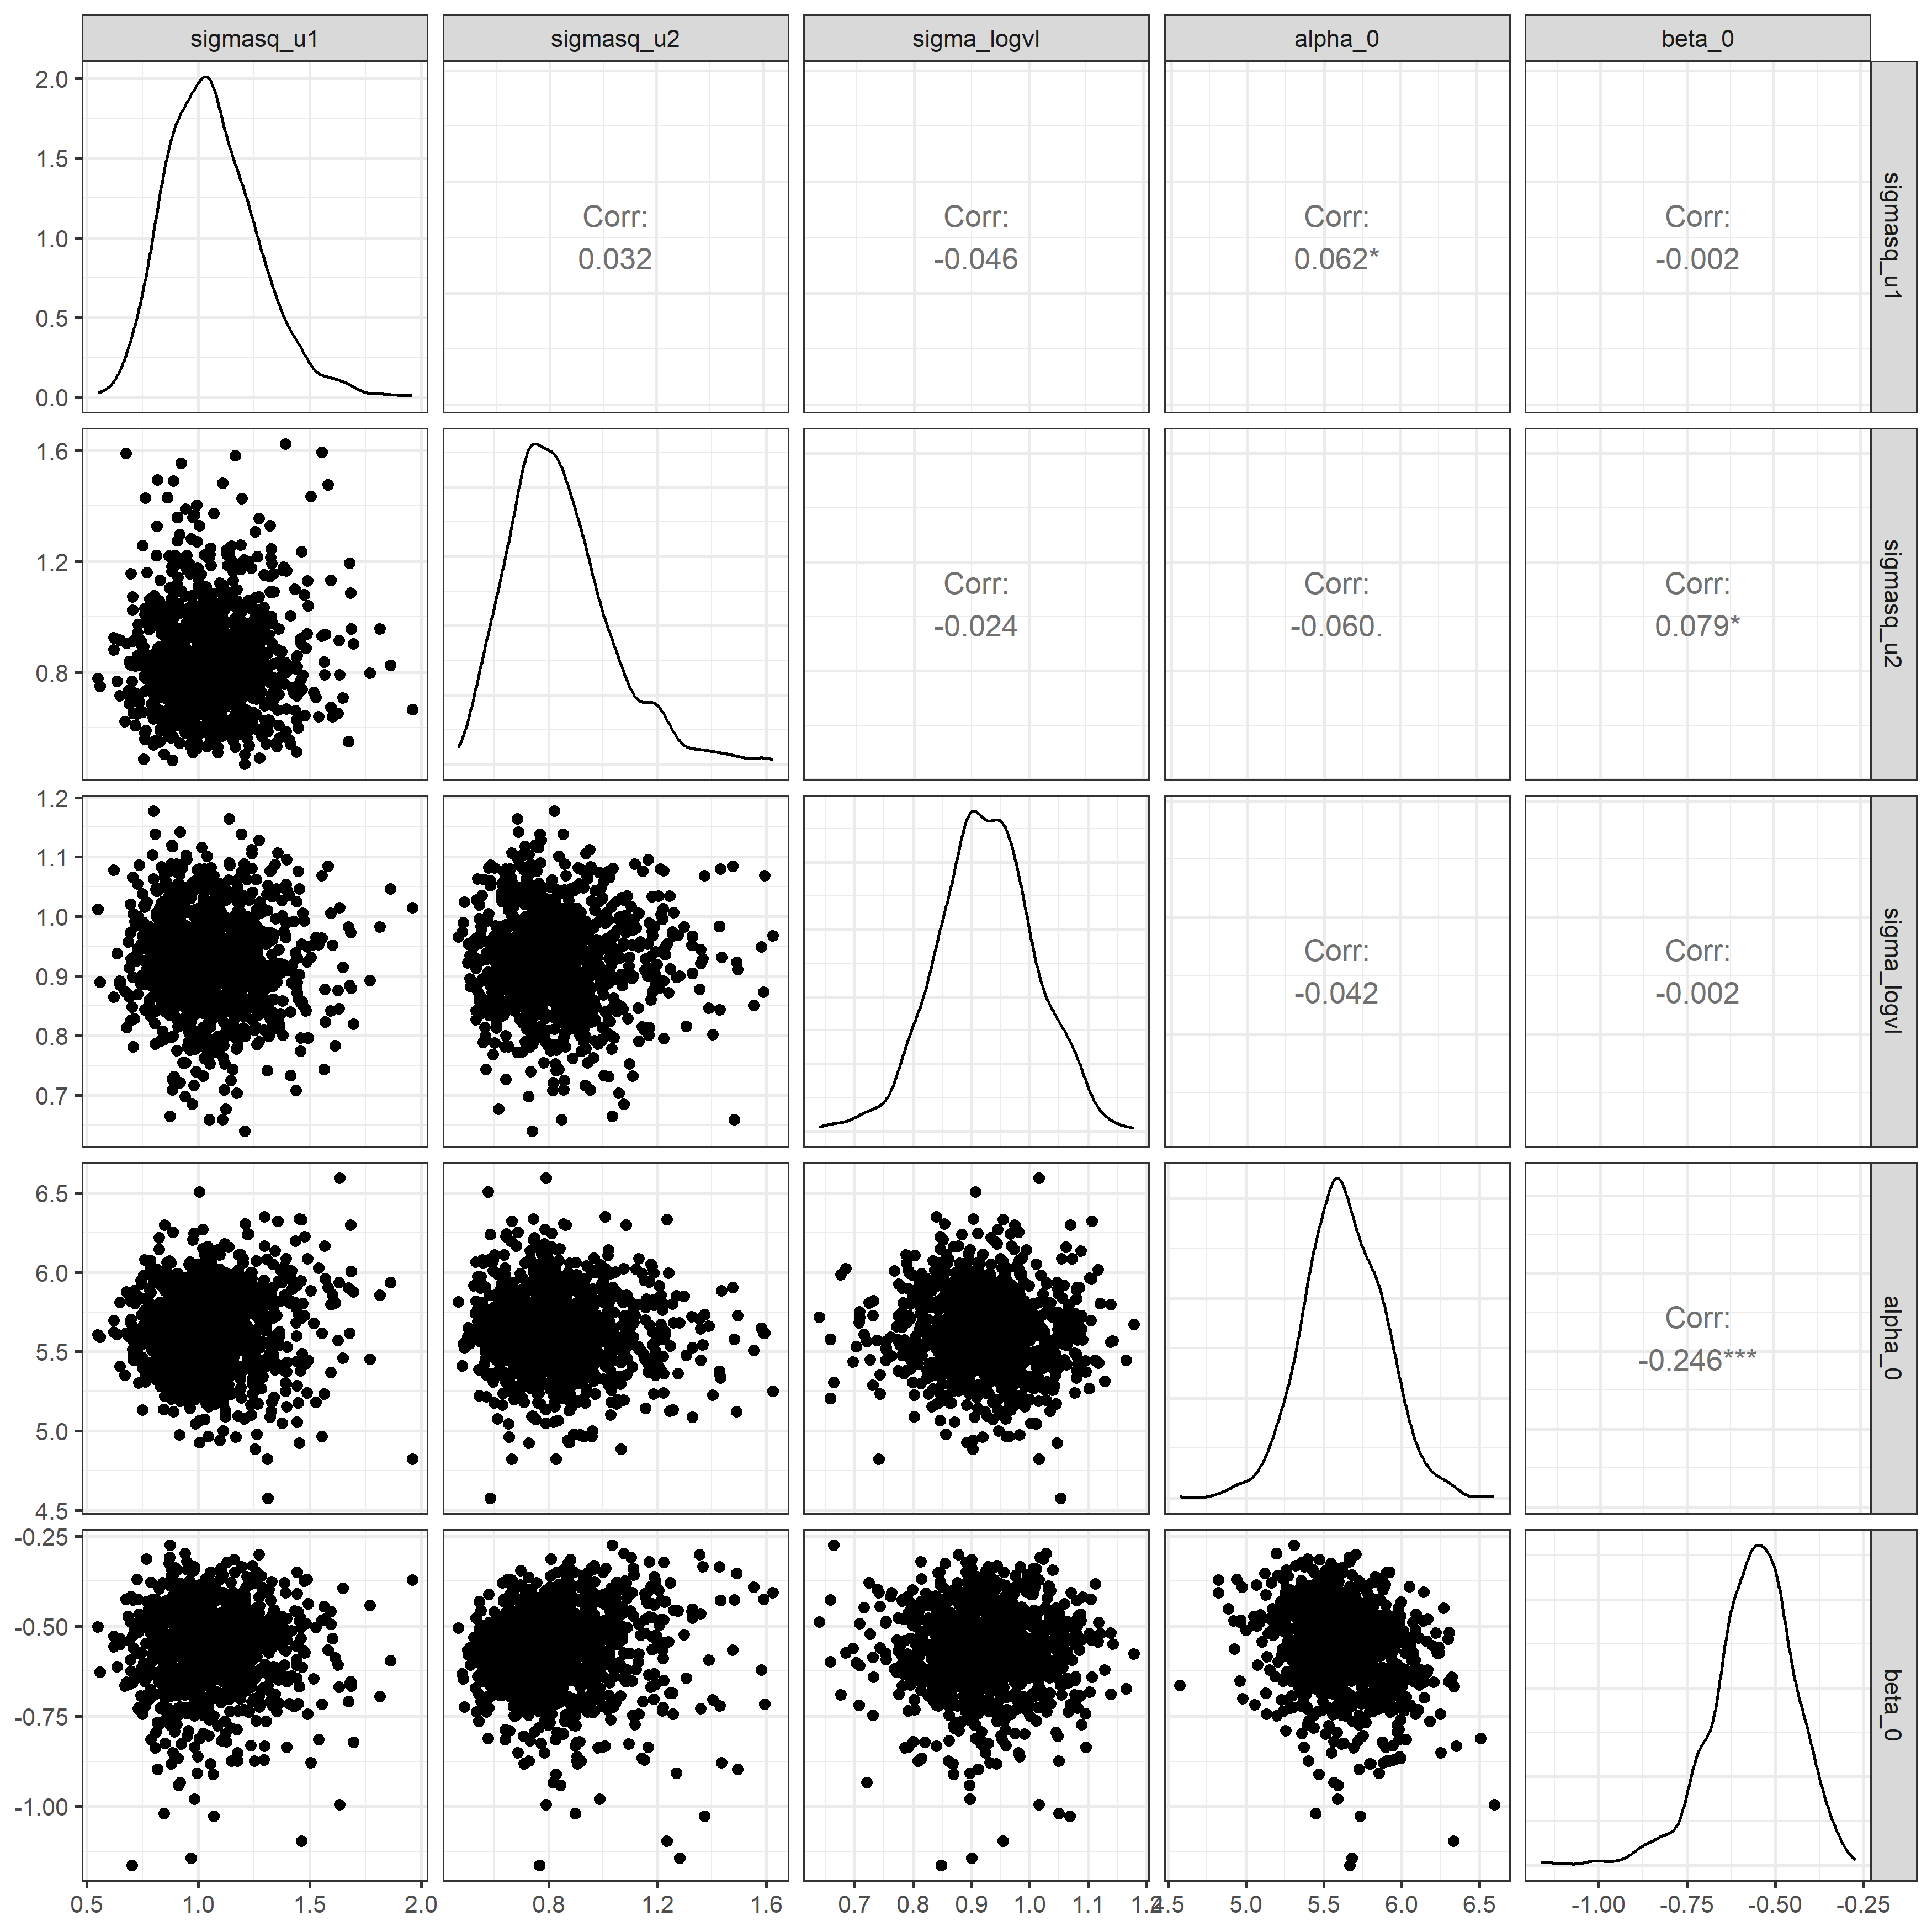 sigmasq_u1 sigmasq_u2 sigma_logvl alpha_0 beta_0
2.0
1.5
1.0
0.5
0.0
Corr:
0.032
Corr:
-0.046
Corr:
0.062*
Corr:
-0.002
sigmasq_u1
1.6
1.2
0.8
Corr:
-0.024
Corr:
-0.060.
Corr:
0.079*
sigmasq_u2
1.2
1.1
1.0
0.9
0.8
0.7
Corr:
-0.042
Corr:
-0.002
sigma_logvl
6.5
6.0
5.5
5.0
4.5
Corr:
-0.246***
alpha_0
-0.25
-0.50
-0.75
-1.00
beta_0
0.5 1.0 1.5 2.0 0.8 1.2 1.6 0.7 0.8 0.9 1.0 1.1 1.2 4.5 5.0 5.5 6.0 6.5 -1.00 -0.75 -0.50 -0.25